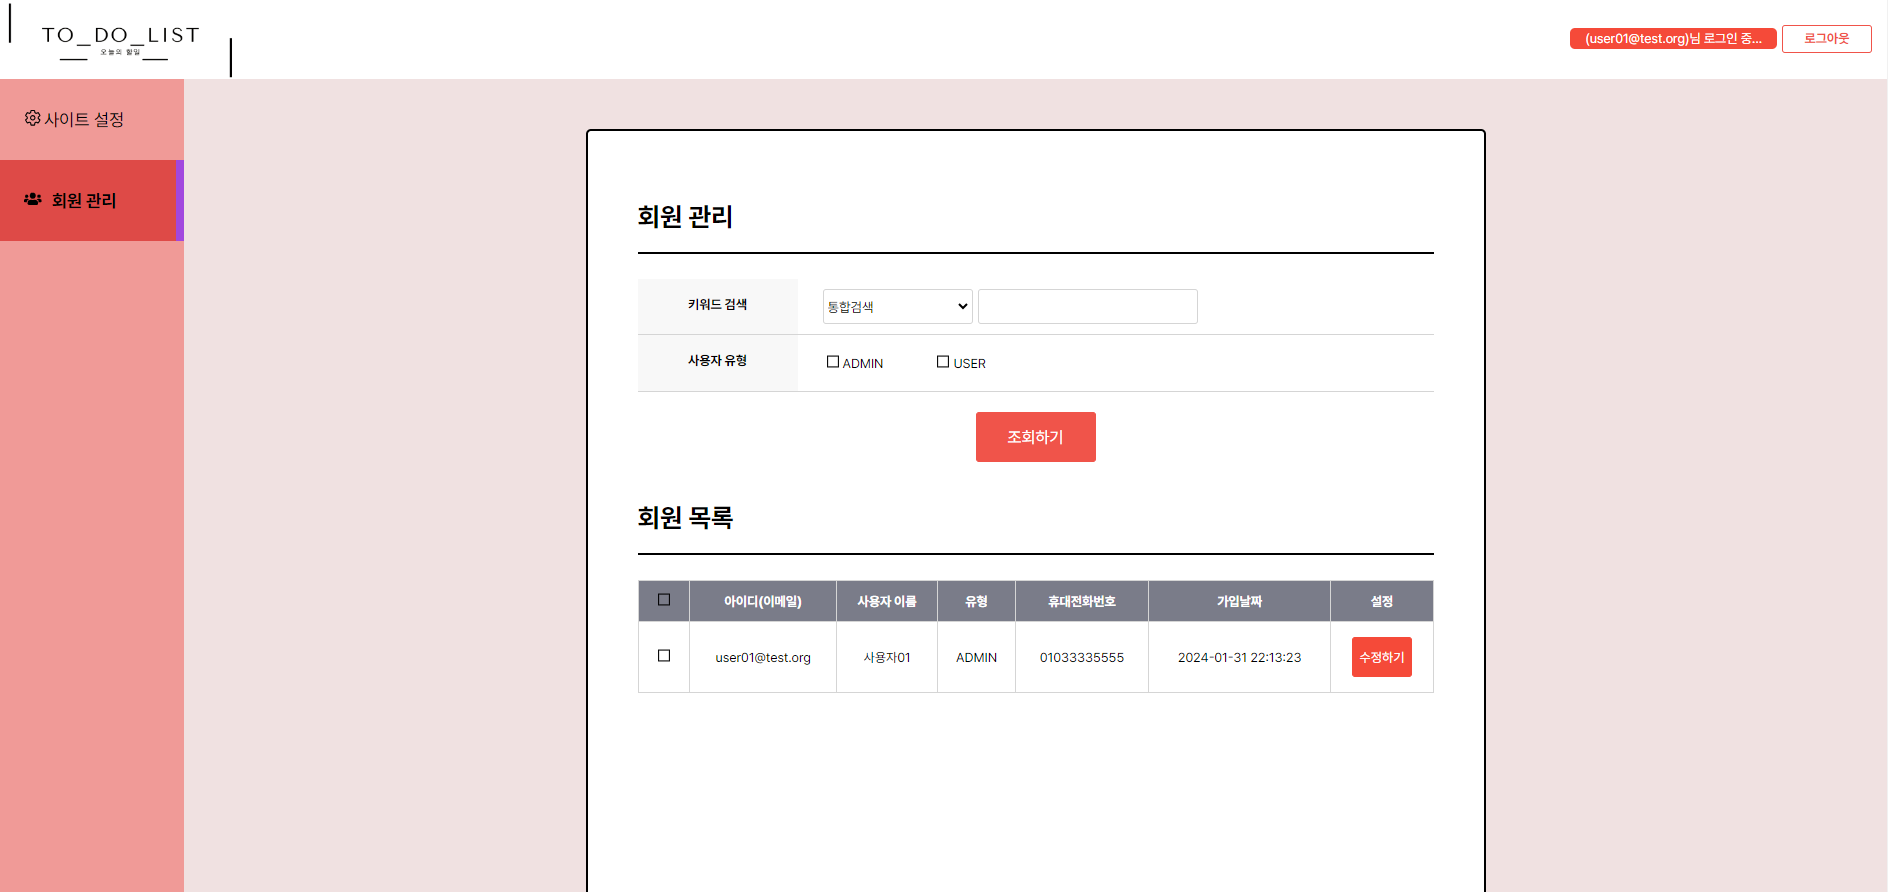 TO_DO_LIST
오늘의 할일
(user01@test.org)님 로그인 중...
로그아웃
사이트 설정
회원 관리
회원 관리
키워드 검색
통합검색
사용자 유형
ADMIN
USER
조회하기
회원 목록
아이디(이메일) 사용자 이름 유형 휴대전화번호 가입날짜 설정
user01@test.org 사용자01 ADMIN 01033335555 2024-01-31 22:13:23 수정하기